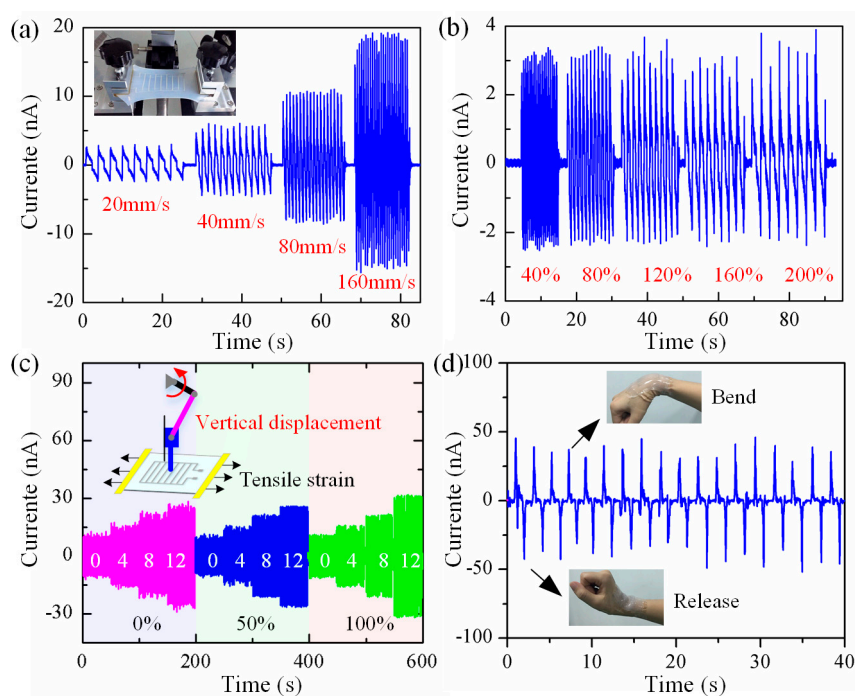 (a)
20
10
0
-10
-20
Currente (nA)
20mm/s
40mm/s
80mm/s
160mm/s
0 20 40 60 80
Time (s)
(b)
4
2
0
-2
-4
Currente (nA)
40% 80% 120% 160% 200%
0 20 40 60 80
Time (s)
(c)
90
60
30
0
-30
Currente (nA)
Vertical displacement
Tensile strain
0 4 8 12 0 4 8 12 0 4 8 12
0% 50% 100%
0 200 400 600
Time (s)
(d)
100
50
0
-50
-100
Currente (nA)
Bend
Release
0 10 20 30 40
Time (s)